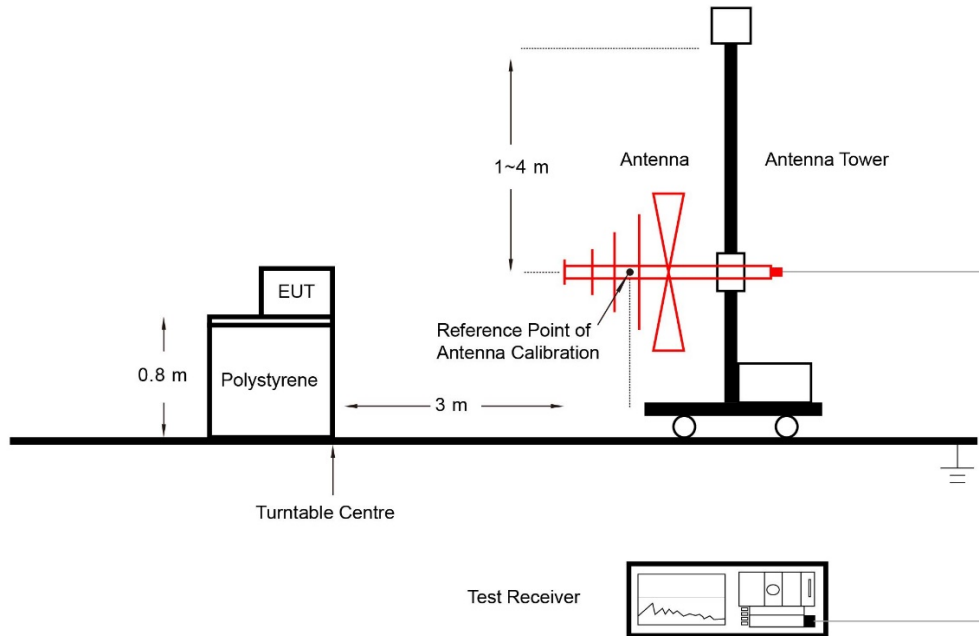 1~4 m
Antenna
Antenna Tower
EUT
Reference Point of
Antenna Calibration
0.8 m
Polystyrene
3 m
Turntable Centre
Test Receiver